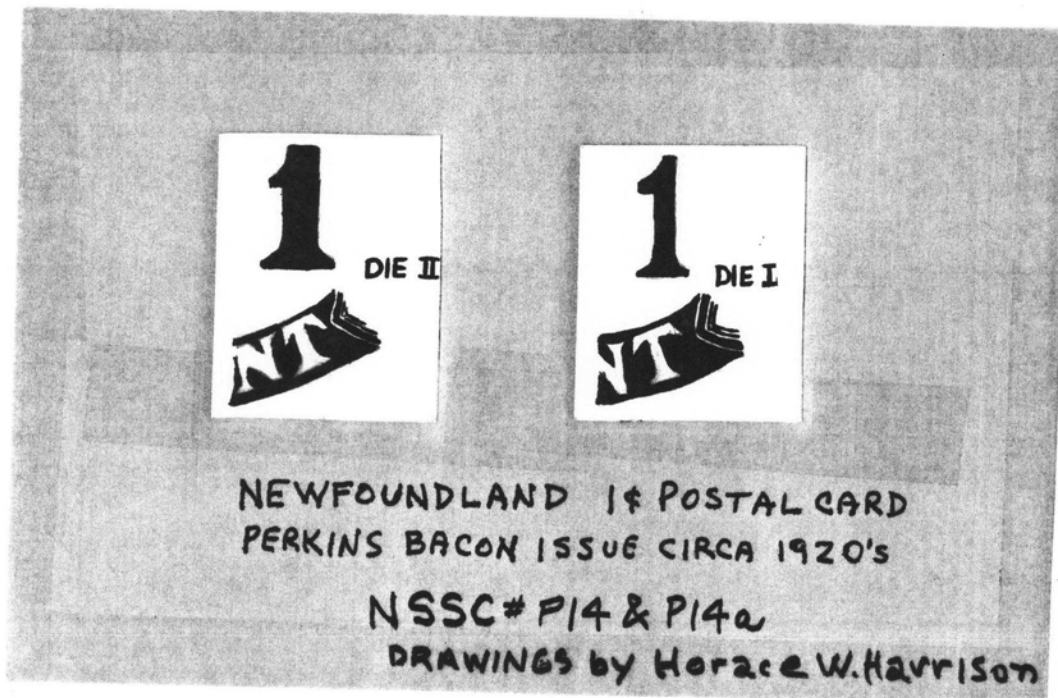 1
DIE II
NT
1
DIE I
NT
NEWFOUNDLAND 1¢ POSTAL CARD
PERKINS BACON ISSUE CIRCA 1920's
NSSC# P14 & P14a
DRAWINGS by Horace W. Harrison